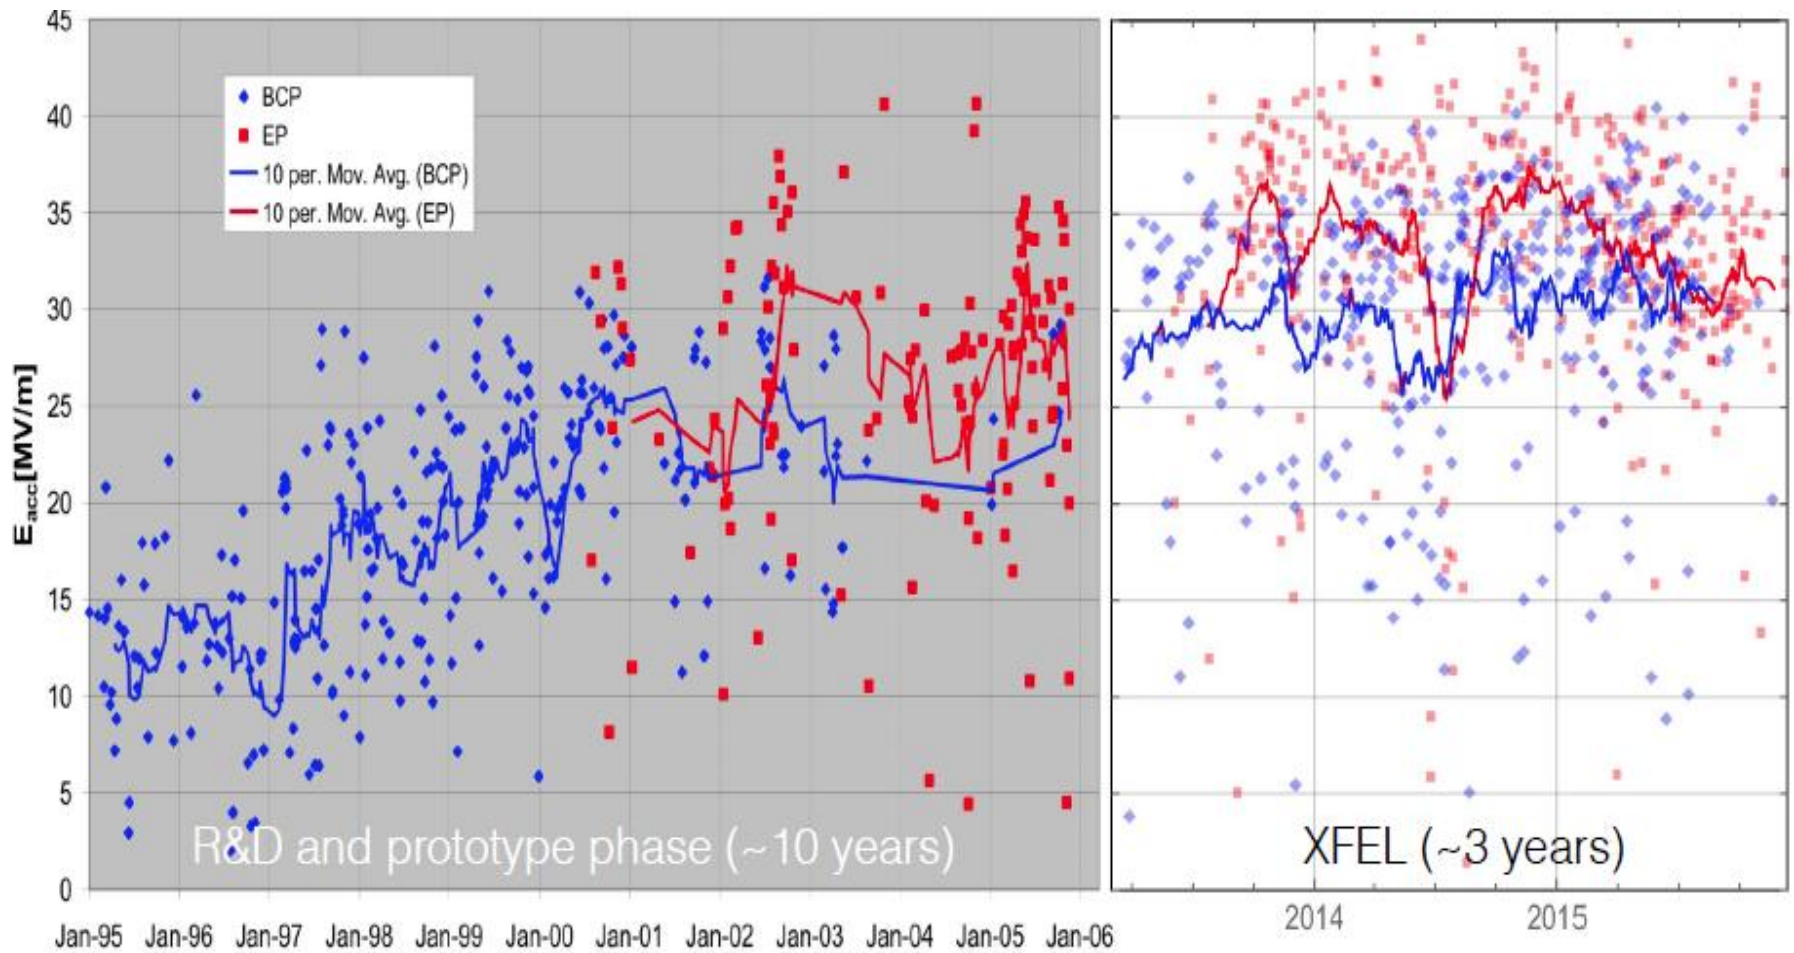 45
40
35
30
25
20
15
10
5
0
Eacc[MV/m]
BCP
EP
10 per. Mov. Avg. (BCP)
10 per. Mov. Avg. (EP)
R&D and prototype phase (~10 years)
XFEL (~3 years)
Jan-95 Jan-96 Jan-97 Jan-98 Jan-99 Jan-00 Jan-01 Jan-02 Jan-03 Jan-04 Jan-05 Jan-06
2014 2015